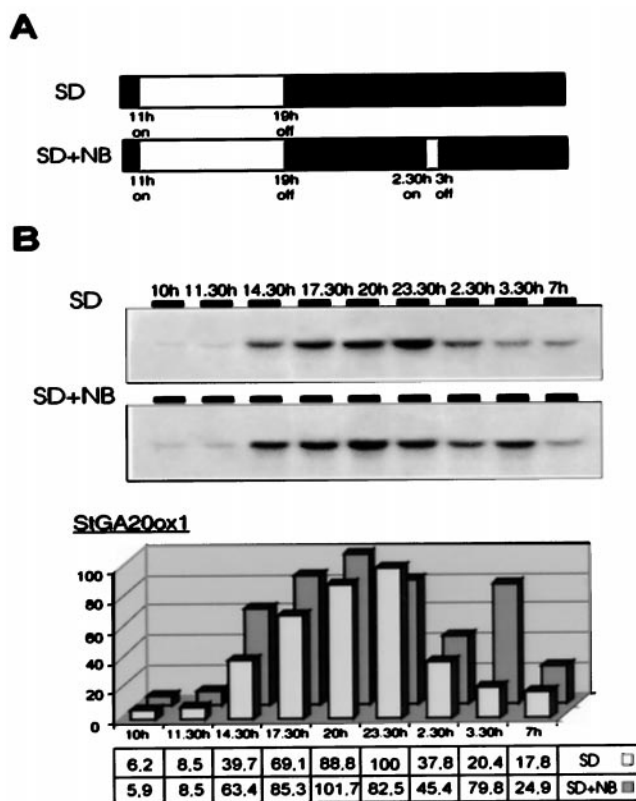 A
SD
11h 19h
on off
SD+NB
11h 19h 2.30h 3h
on off on off
B
10h 11.30h 14.30h 17.30h 20h 23.30h 2.30h 3.30h 7h
SD
SD+NB
StGA20ox1
100
80
60
40
20
0
10h 11.30h 14.30h 17.30h 20h 23.30h 2.30h 3.30h 7h
6.2 8.5 39.7 69.1 88.8 100 37.8 20.4 17.8 SD
5.9 8.5 63.4 85.3 101.7 82.5 45.4 79.8 24.9 SD+NB